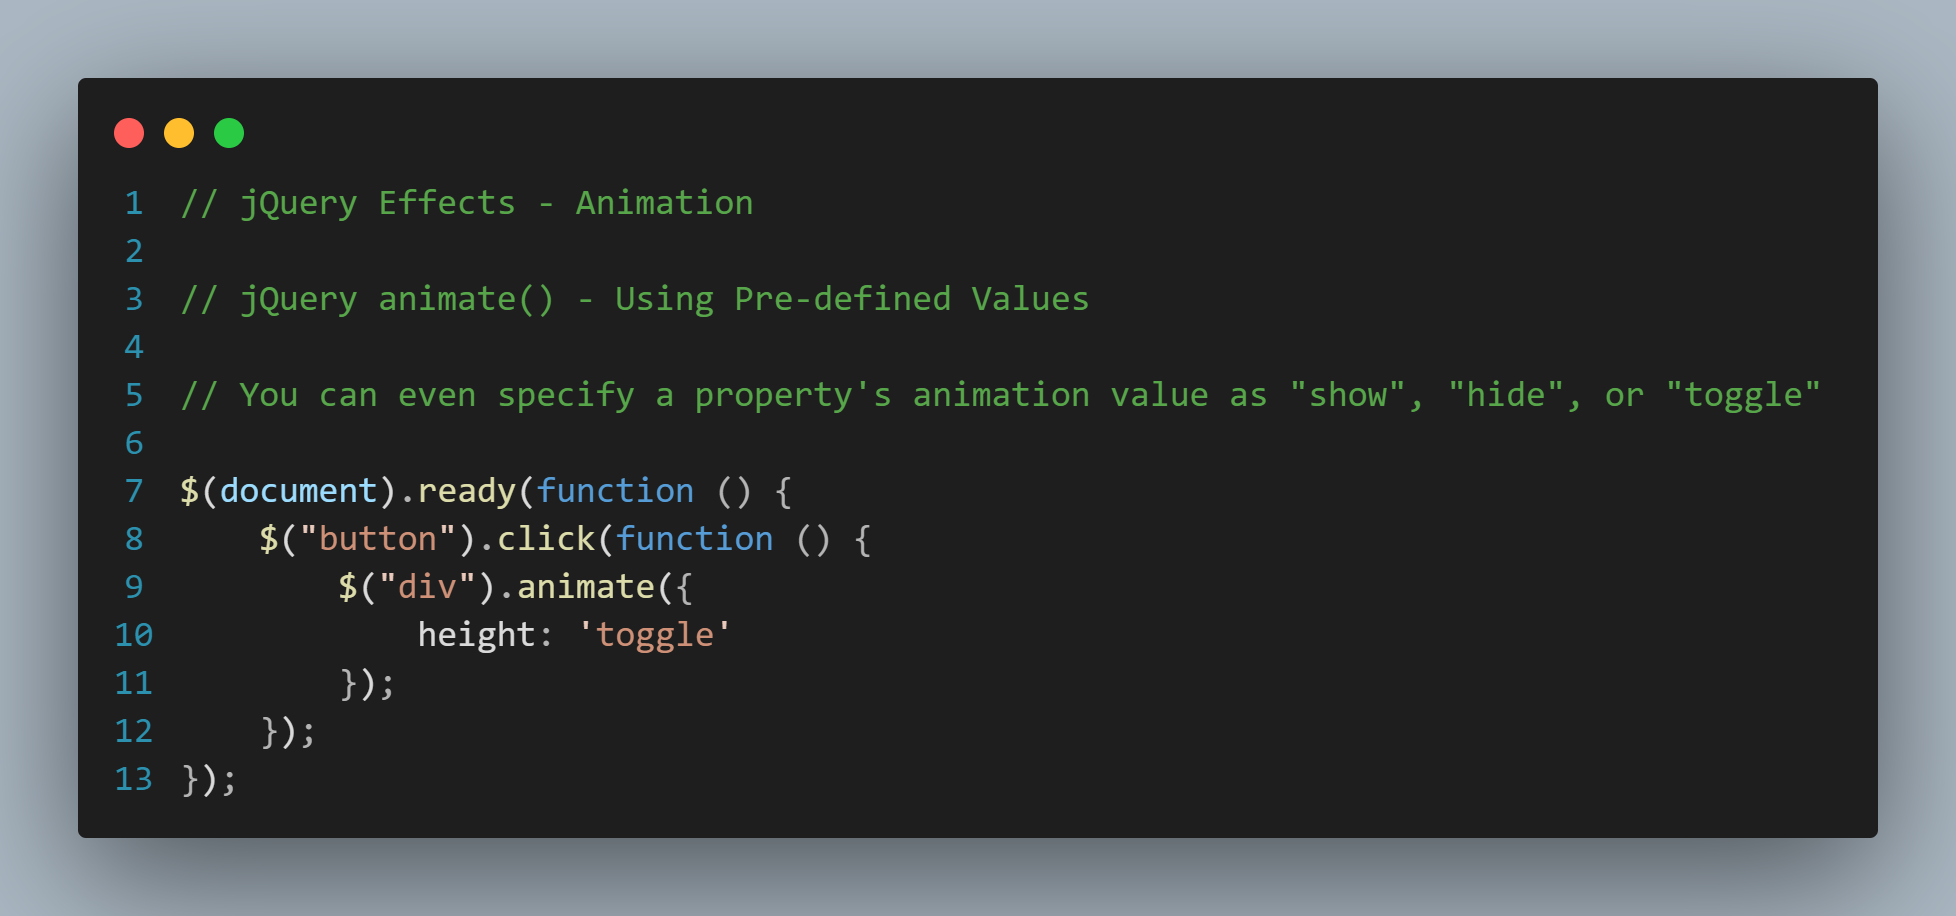 1 // jQuery Effects - Animation
2
3 // jQuery animate() - Using Pre-defined Values
4
5 // You can even specify a property's animation value as "show", "hide", or "toggle"
6
7 $(document).ready(function () {
8     $("button").click(function () {
9         $("div").animate({
10             height: 'toggle'
11         });
12     });
13 });